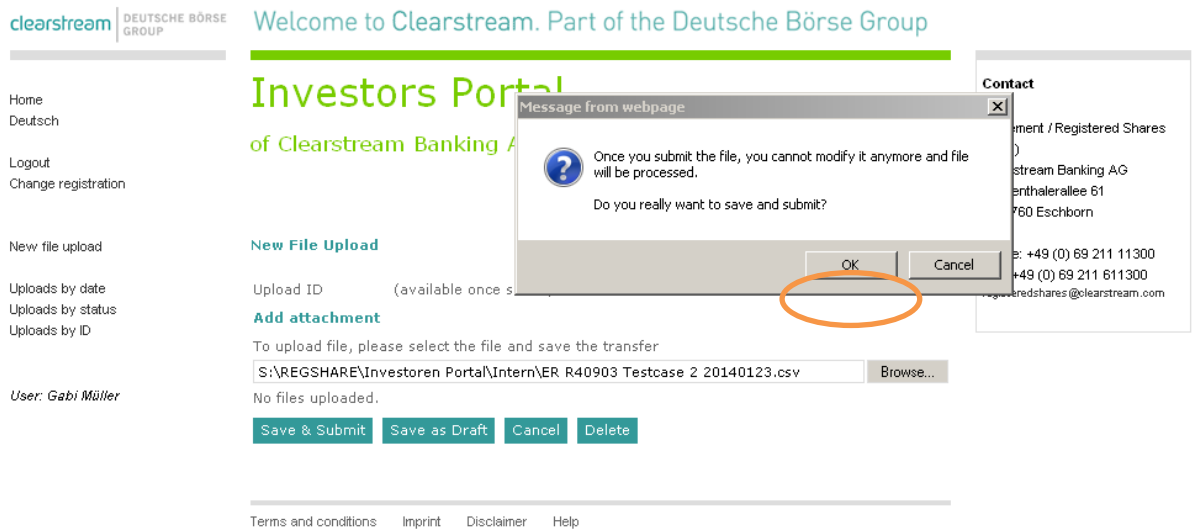 clearstream DEUTSCHE BÖRSE GROUP
Welcome to Clearstream. Part of the Deutsche Börse Group
Home
Deutsch
Logout
Change registration
New file upload
Uploads by date
Uploads by status
Uploads by ID
User: Gabi Müller
Investors Portal
of Clearstream Banking
Message from webpage
Once you submit the file, you cannot modify it anymore and file
will be processed.
Do you really want to save and submit?
OK Cancel
New File Upload
Upload ID (available once
Add attachment
To upload file, please select the file and save the transfer
S:\REGSHARE\Investoren Portal\Intern\ER R40903 Testcase 2 20140123.csv Browse...
No files uploaded.
Save & Submit Save as Draft Cancel Delete
Contact
/ Registered Shares
Banking AG
61
Eschborn
+49 (0) 69 211 11300
+49 (0) 69 211 611300
registeredshares@clearstream.com
Terms and conditions Imprint Disclaimer Help